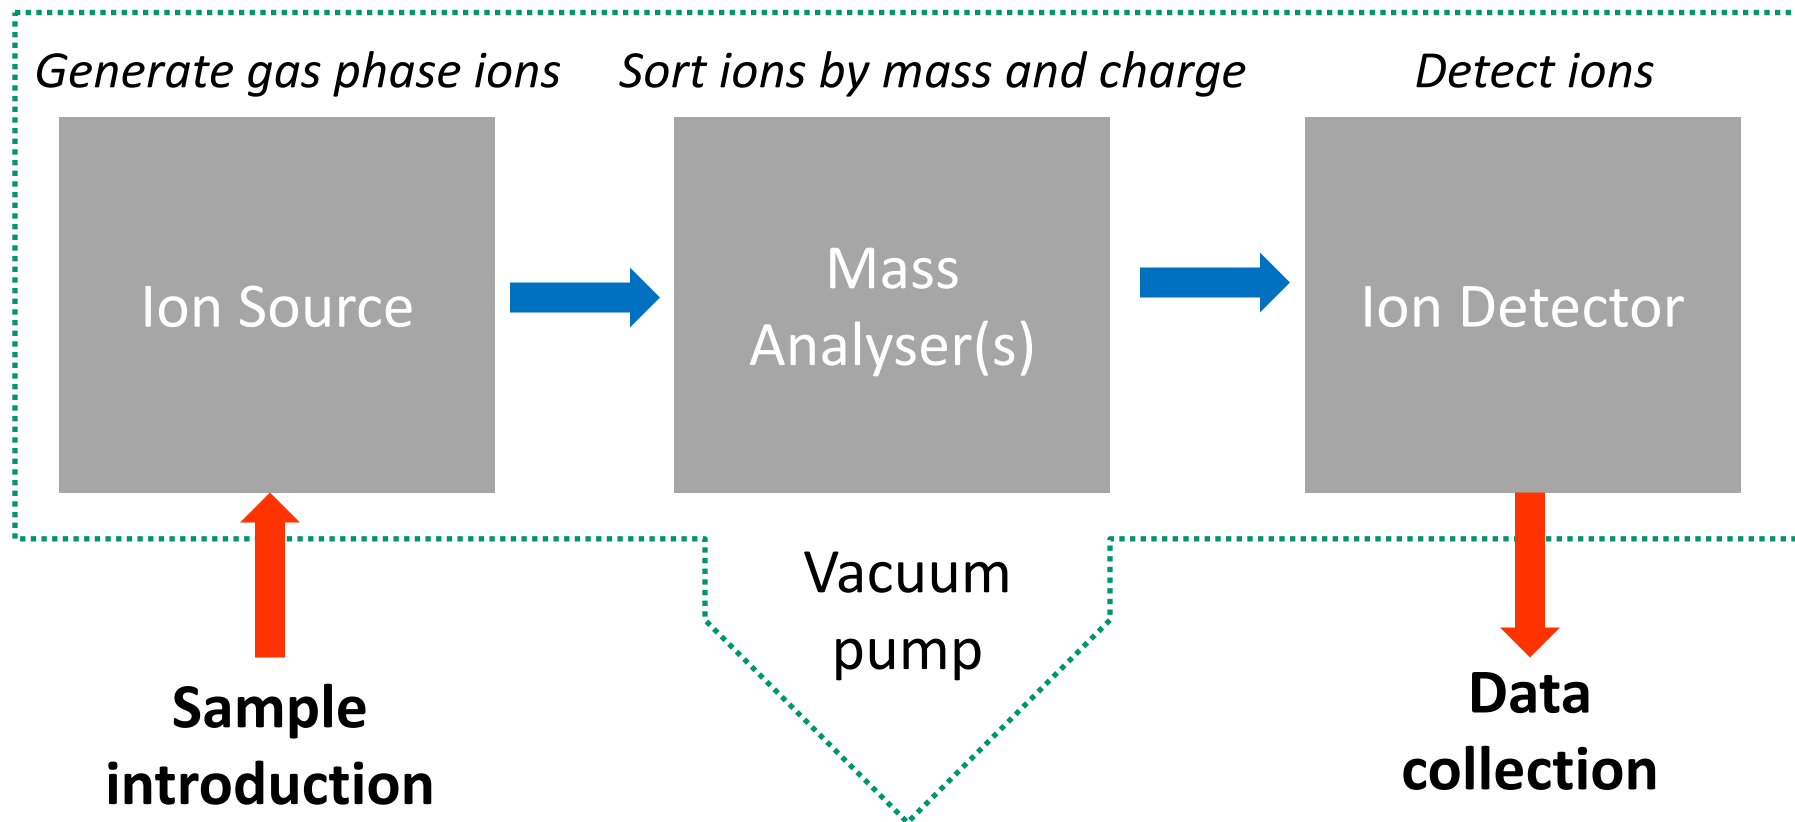 Generate gas phase ions
Sort ions by mass and charge
Detect ions
Ion Source
Mass
Analyser(s)
Ion Detector
Vacuum
pump
Sample
introduction
Data
collection